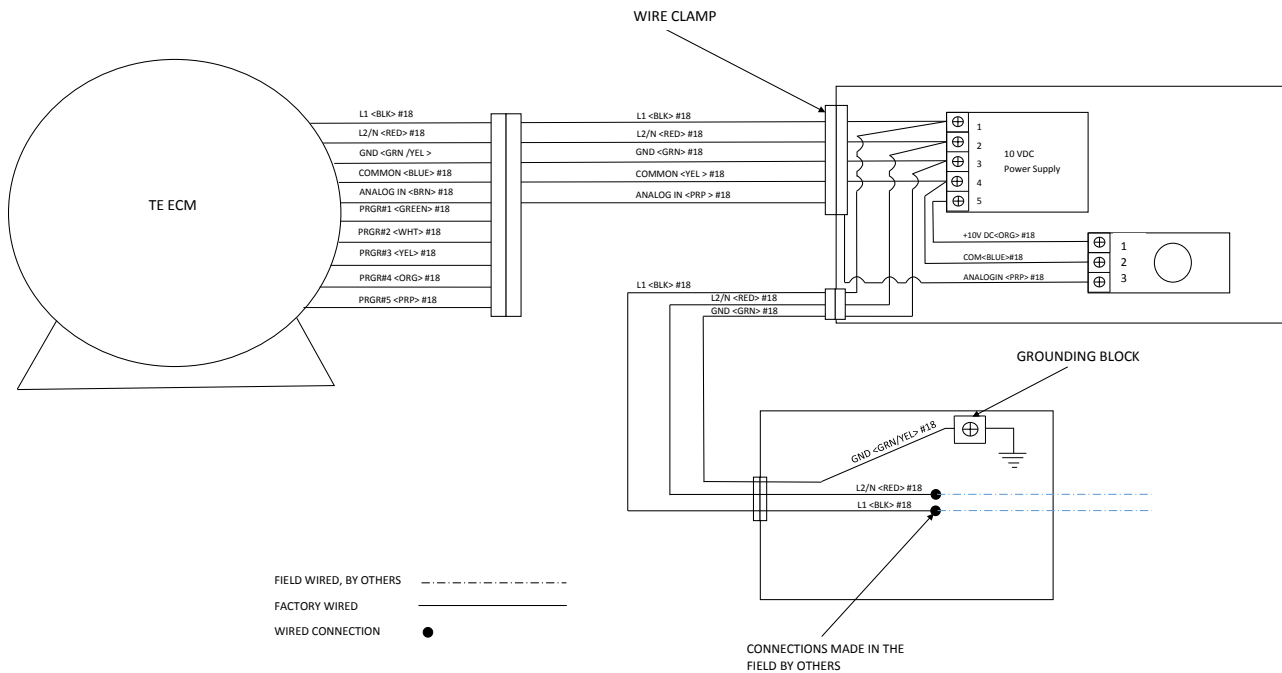 WIRE CLAMP
L1 <BLK> #18
L2/N <RED> #18
GND <GRN /YEL >
COMMON <BLUE> #18
ANALOG IN <BRN> #18
PRGR#1 <GREEN> #18
PRGR#2 <WHT> #18
PRGR#3 <YEL> #18
PRGR#4 <ORG> #18
PRGR#5 <PRP> #18
TE ECM
L1 <BLK> #18
L2/N <RED> #18
GND <GRN> #18
COMMON <YEL > #18
ANALOG IN <PRP > #18
1
2
3
4
5
10 VDC
Power Supply
+10V DC<ORG> #18
COM<BLUE>#18
ANALOGIN <PRP> #18
1
2
3
L1 <BLK> #18
L2/N <RED> #18
GND <GRN> #18
GROUNDING BLOCK
GND <GRN/YEL> #18
L2/N <RED> #18
L1 <BLK> #18
FIELD WIRED, BY OTHERS
FACTORY WIRED
WIRED CONNECTION
CONNECTIONS MADE IN THE
FIELD BY OTHERS